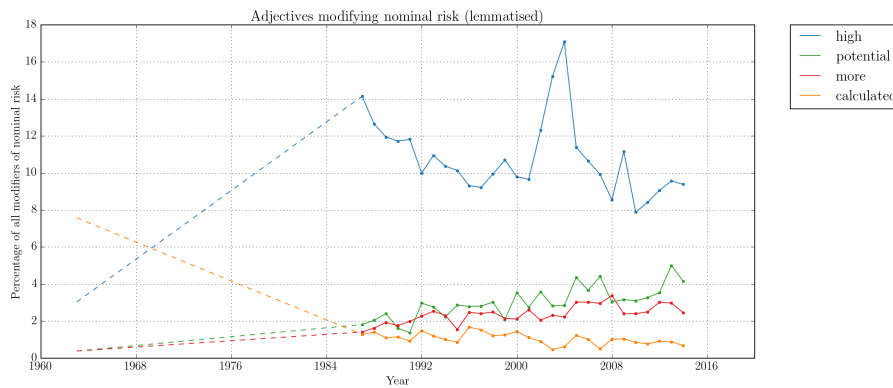 Adjectives modifying nominal risk (lemmatised)
18
16
14
12
10
8
6
4
2
0
Percentage of all modifiers of nominal risk
1960
1968
1976
1984
1992
2000
2008
2016
Year
high
potential
more
calculated